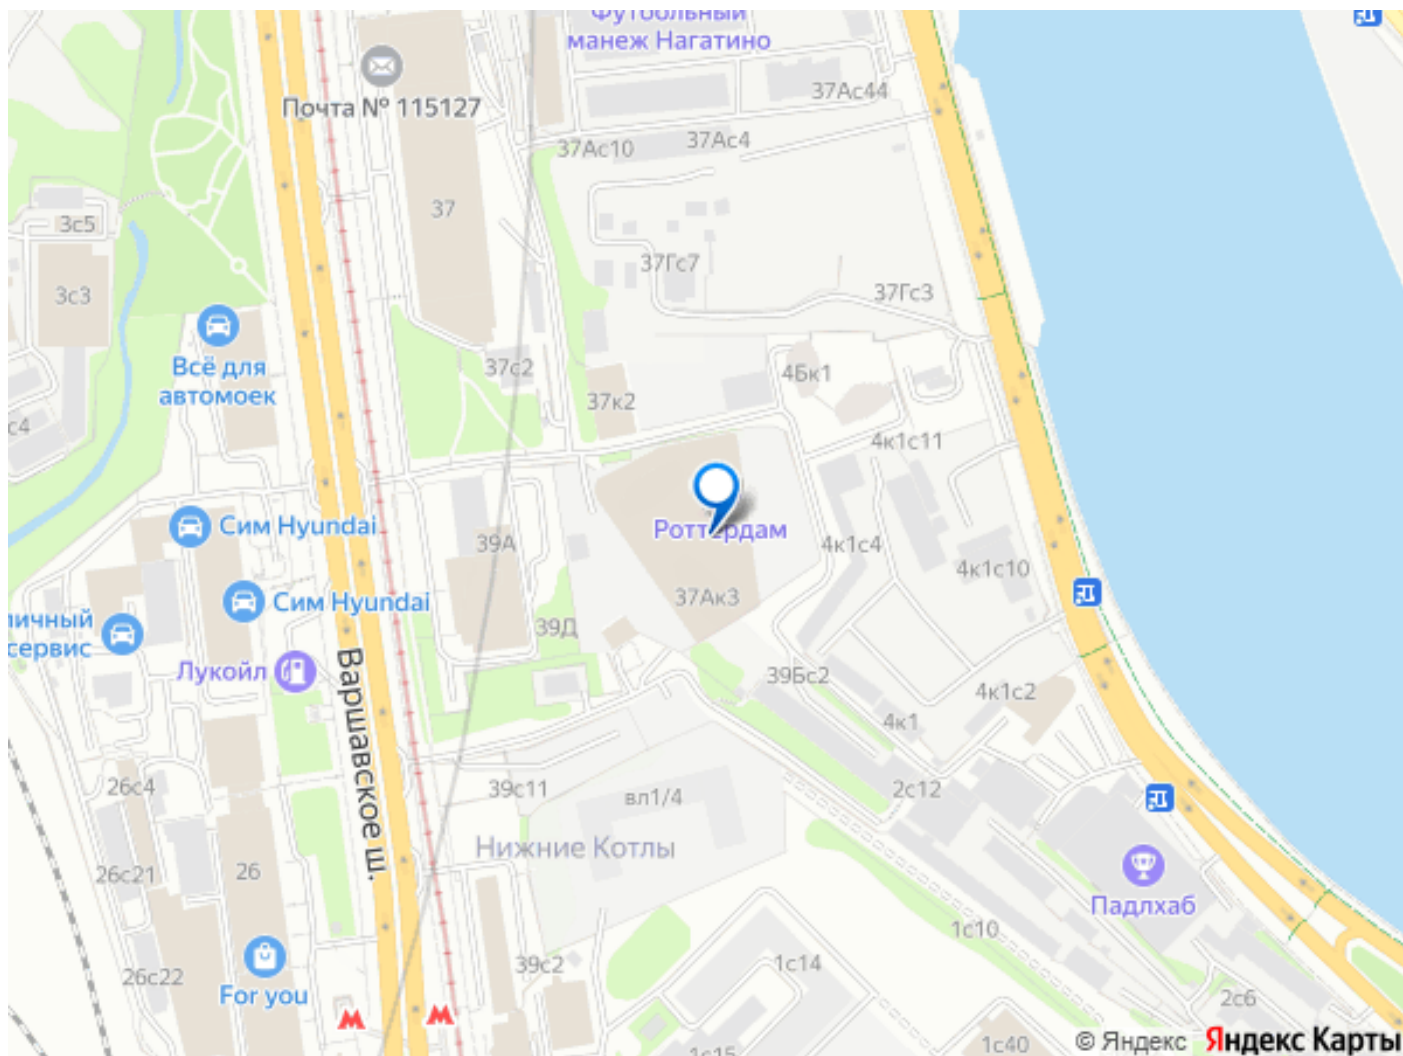 Футбольный
манеж Нагатино
Почта № 115127
37Ас44
37Ас10
37Ас4
37
3с5
3с3
37Гс7
37Гс3
Всё для
автомоек
37с2
37к2
4Бк1
с4
4к1с11
Сим Hyundai
39А
Роттердам
4к1с4
4к1с10
Сим Hyundai
37Ак3
личный
сервис
39Д
Лукойл
39Бс2
4к1с2
4к1
Варшавское ш.
26с4
39с11
вл1/4
2с12
Нижние Котлы
26с21
26
Падлхаб
1с10
26с22
For you
39с2
1с14
2с6
1с15
1с40
© Яндекс Яндекс Карты